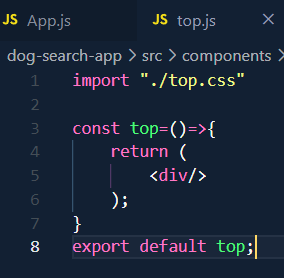 JS App.js JS top.js ×
dog-search-app > src > components
1 import "./top.css"
2
3 const top=()=>{
4 return (
5 <div/>
6 );
7 }
8 export default top;